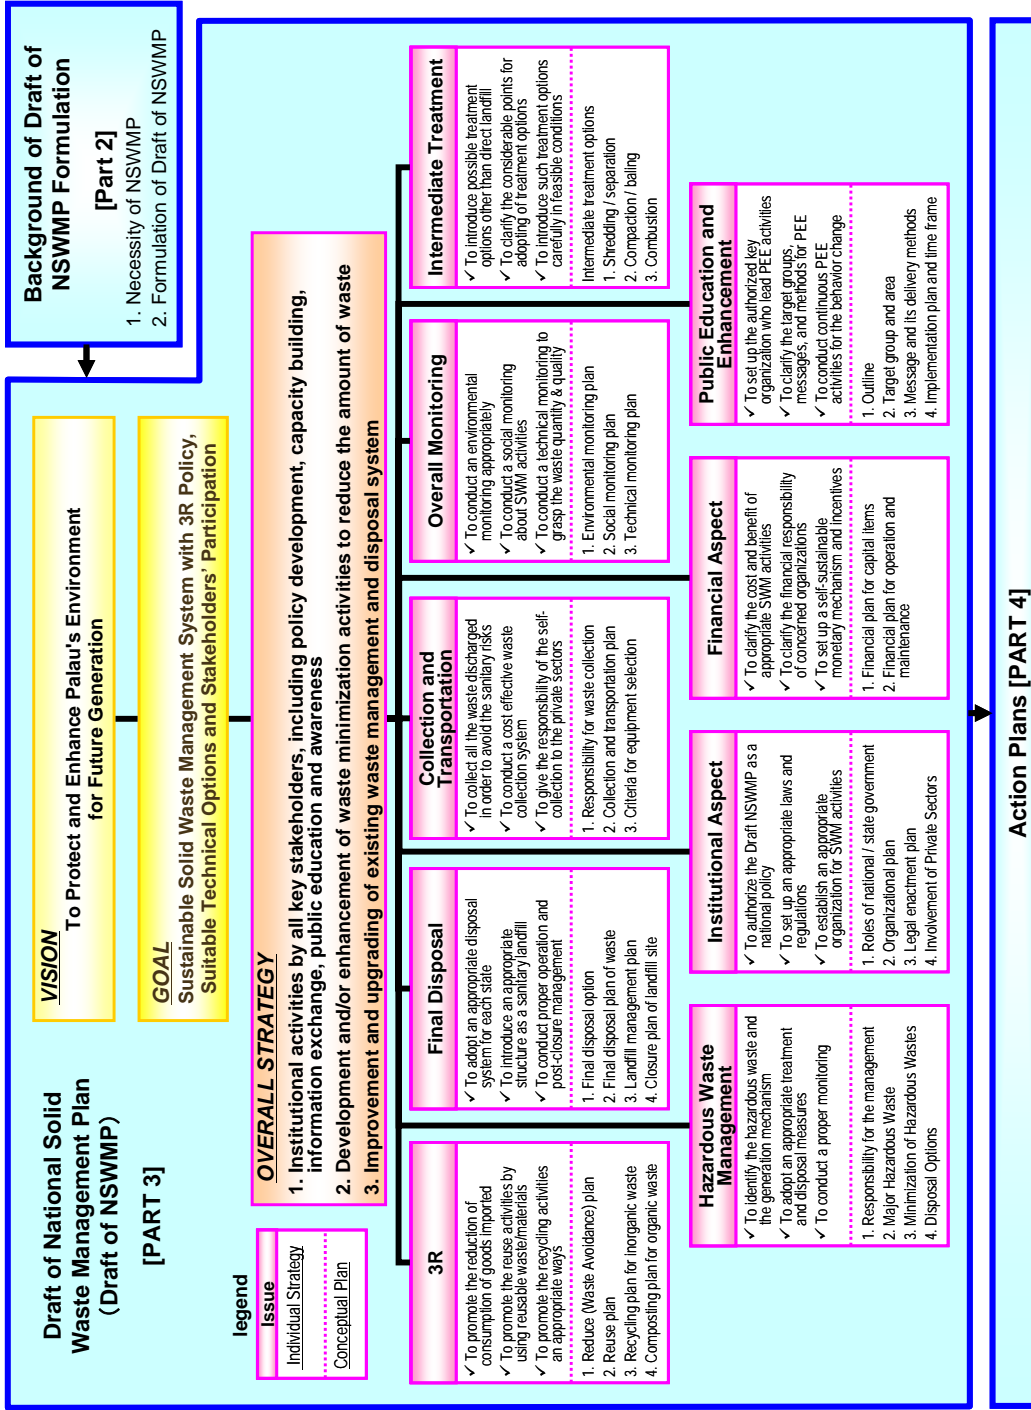 Draft of National Solid
Waste Management Plan
(Draft of NSWMP)
[PART 3]
Background of Draft of
NSWMP Formulation
[Part 2]
1. Necessity of NSWMP
2. Formulation of Draft of NSWMP
VISION
To Protect and Enhance Palau's Environment
for Future Generation
GOAL
Sustainable Solid Waste Management System with 3R Policy,
Suitable Technical Options and Stakeholders' Participation
legend
Issue
Individual Strategy
Conceptual Plan
OVERALL STRATEGY
1. Institutional activities by all key stakeholders, including policy development, capacity building,
information exchange, public education and awareness
2. Development and/or enhancement of waste minimization activities to reduce the amount of waste
3. Improvement and upgrading of existing waste management and disposal system
3R
✓ To promote the reduction of
consumption of goods imported
✓ To promote the reuse activities by
using reusable waste/materials
✓ To promote the recycling activities
an appropriate ways
1. Reduce (Waste Avoidance) plan
2. Reuse plan
3. Recycling plan for inorganic waste
4. Composting plan for organic waste
Final Disposal
✓ To adopt an appropriate disposal
system for each state
✓ To introduce an appropriate
structure as a sanitary landfill
✓ To conduct proper operation and
post-closure management
1. Final disposal option
2. Final disposal plan of waste
3. Landfill management plan
4. Closure plan of landfill site
Collection and
Transportation
✓ To collect all the waste discharged
in order to avoid the sanitary risks
✓ To conduct a cost effective waste
collection system
✓ To give the responsibility of the self-
collection to the private sectors
1. Responsibility for waste collection
2. Collection and transportation plan
3. Criteria for equipment selection
Overall Monitoring
✓ To conduct an environmental
monitoring appropriately
✓ To conduct a social monitoring
about SWM activities
✓ To conduct a technical monitoring to
grasp the waste quantity & quality
1. Environmental monitoring plan
2. Social monitoring plan
3. Technical monitoring plan
Intermediate Treatment
✓ To introduce possible treatment
options other than direct landfill
✓ To clarify the considerable points for
adopting of treatment options
✓ To introduce such treatment options
carefully in feasible conditions
Intermediate treatment options
1. Shredding / separation
2. Compaction / bailing
3. Combustion
Hazardous Waste
Management
✓ To identify the hazardous waste and
the generation mechanism
✓ To adopt an appropriate treatment
and disposal measures
✓ To conduct a proper monitoring
1. Responsibility for the management
2. Major Hazardous Waste
3. Minimization of Hazardous Wastes
4. Disposal Options
Institutional Aspect
✓ To authorize the Draft NSWMP as a
national policy
✓ To set up an appropriate laws and
regulations
✓ To establish an appropriate
organization for SWM activities
1. Roles of national / state government
2. Organizational plan
3. Legal enactment plan
4. Involvement of Private Sectors
Financial Aspect
✓ To clarify the cost and benefit of
appropriate SWM activities
✓ To clarify the financial responsibility
of concerned organizations
✓ To set up a self-sustainable
monetary mechanism and incentives
1. Financial plan for capital items
2. Financial plan for operation and
maintenance
Public Education and
Enhancement
✓ To set up the authorized key
organization who lead PEE activities
✓ To clarify the target groups,
messages, and methods for PEE
✓ To conduct continuous PEE
activities for the behavior change
1. Outline
2. Target group and area
3. Message and its delivery methods
4. Implementation plan and time frame
Action Plans [PART 4]